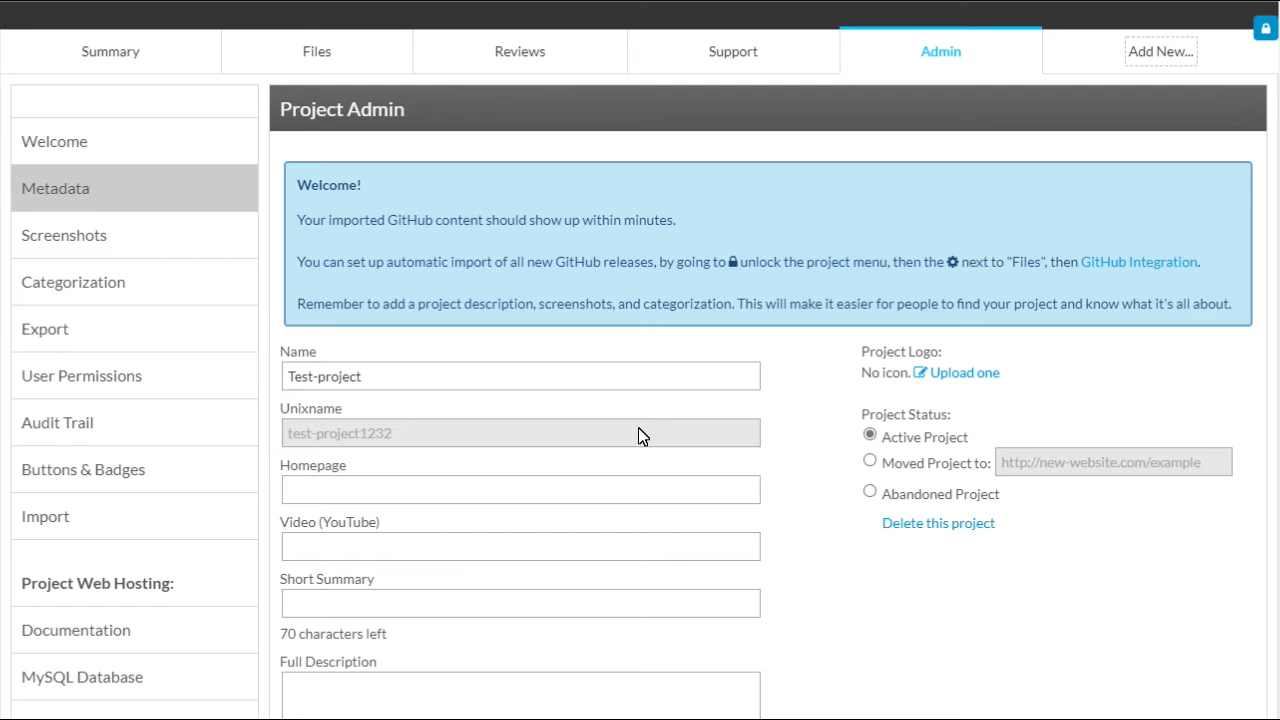 Summary
Files
Reviews
Support
Admin
Add New...
Welcome
Metadata
Screenshots
Categorization
Export
User Permissions
Audit Trail
Buttons & Badges
Import
Project Web Hosting:
Documentation
MySQL Database
Project Admin
Welcome!
Your imported GitHub content should show up within minutes.
You can set up automatic import of all new GitHub releases, by going to unlock the project menu, then the next to "Files", then GitHub Integration.
Remember to add a project description, screenshots, and categorization. This will make it easier for people to find your project and know what it's all about.
Name
Test-project
Unixname
test-project1232
Homepage
Video (YouTube)
Short Summary
70 characters left
Full Description
Project Logo:
No icon. Upload one
Project Status:
Active Project
Moved Project to: http://new-website.com/example
Abandoned Project
Delete this project